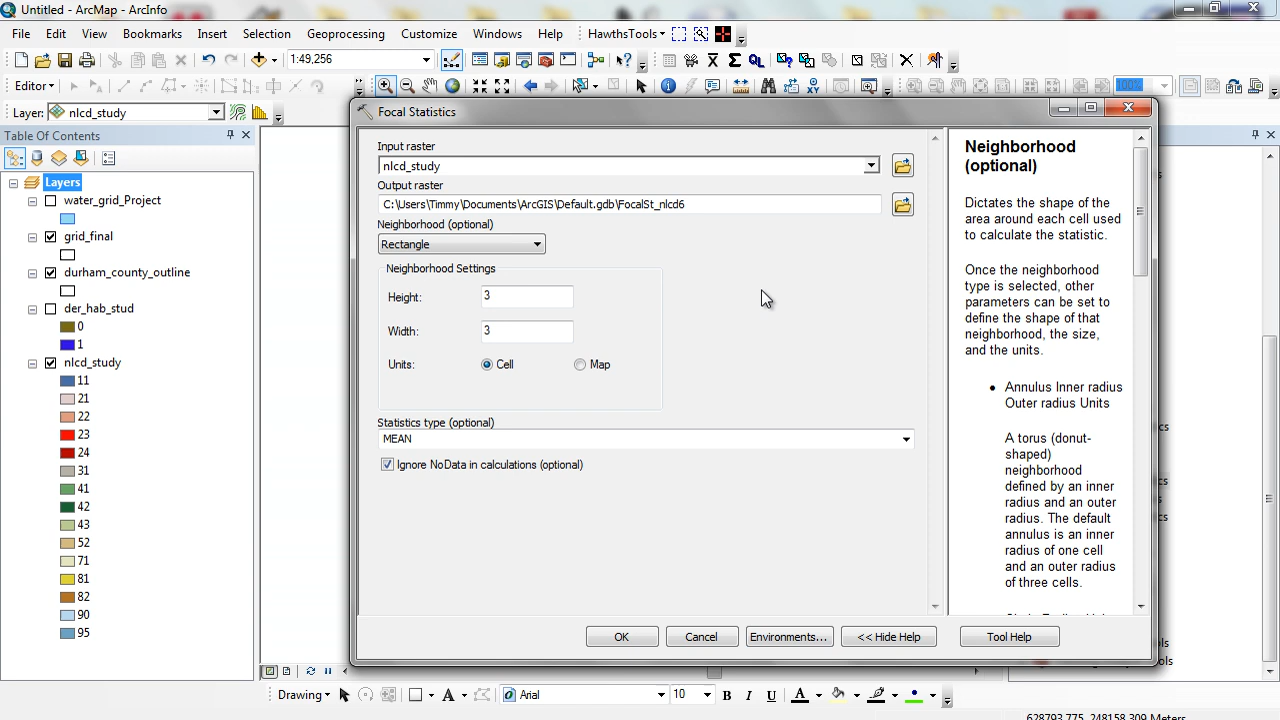 Untitled - ArcMap - ArcInfo
File Edit View Bookmarks Insert Selection Geoprocessing Customize Windows Help HawthsTools
1:49,256
Editor 100%
Layer: nlcd_study
Table Of Contents
Layers
water_grid_Project
grid_final
durham_county_outline
der_hab_stud
0
1
nlcd_study
11
21
22
23
24
31
41
42
43
52
71
81
82
90
95
Focal Statistics
Input raster
nlcd_study
Output raster
C:\Users\Timmy\Documents\ArcGIS\Default.gdb\FocalSt_nlcd6
Neighborhood (optional)
Rectangle
Neighborhood Settings
Height: 3
Width: 3
Units: Cell Map
Statistics type (optional)
MEAN
Ignore NoData in calculations (optional)
OK Cancel Environments... << Hide Help Tool Help
Neighborhood
(optional)
Dictates the shape of the
area around each cell used
to calculate the statistic.
Once the neighborhood
type is selected, other
parameters can be set to
define the shape of that
neighborhood, the size,
and the units.
Annulus Inner radius
Outer radius Units
A torus (donut-
shaped)
neighborhood
defined by an inner
radius and an outer
radius. The default
annulus is an inner
radius of one cell
and an outer radius
of three cells.
Drawing Arial 10 B I U A
628793.775 248158.309 Meters